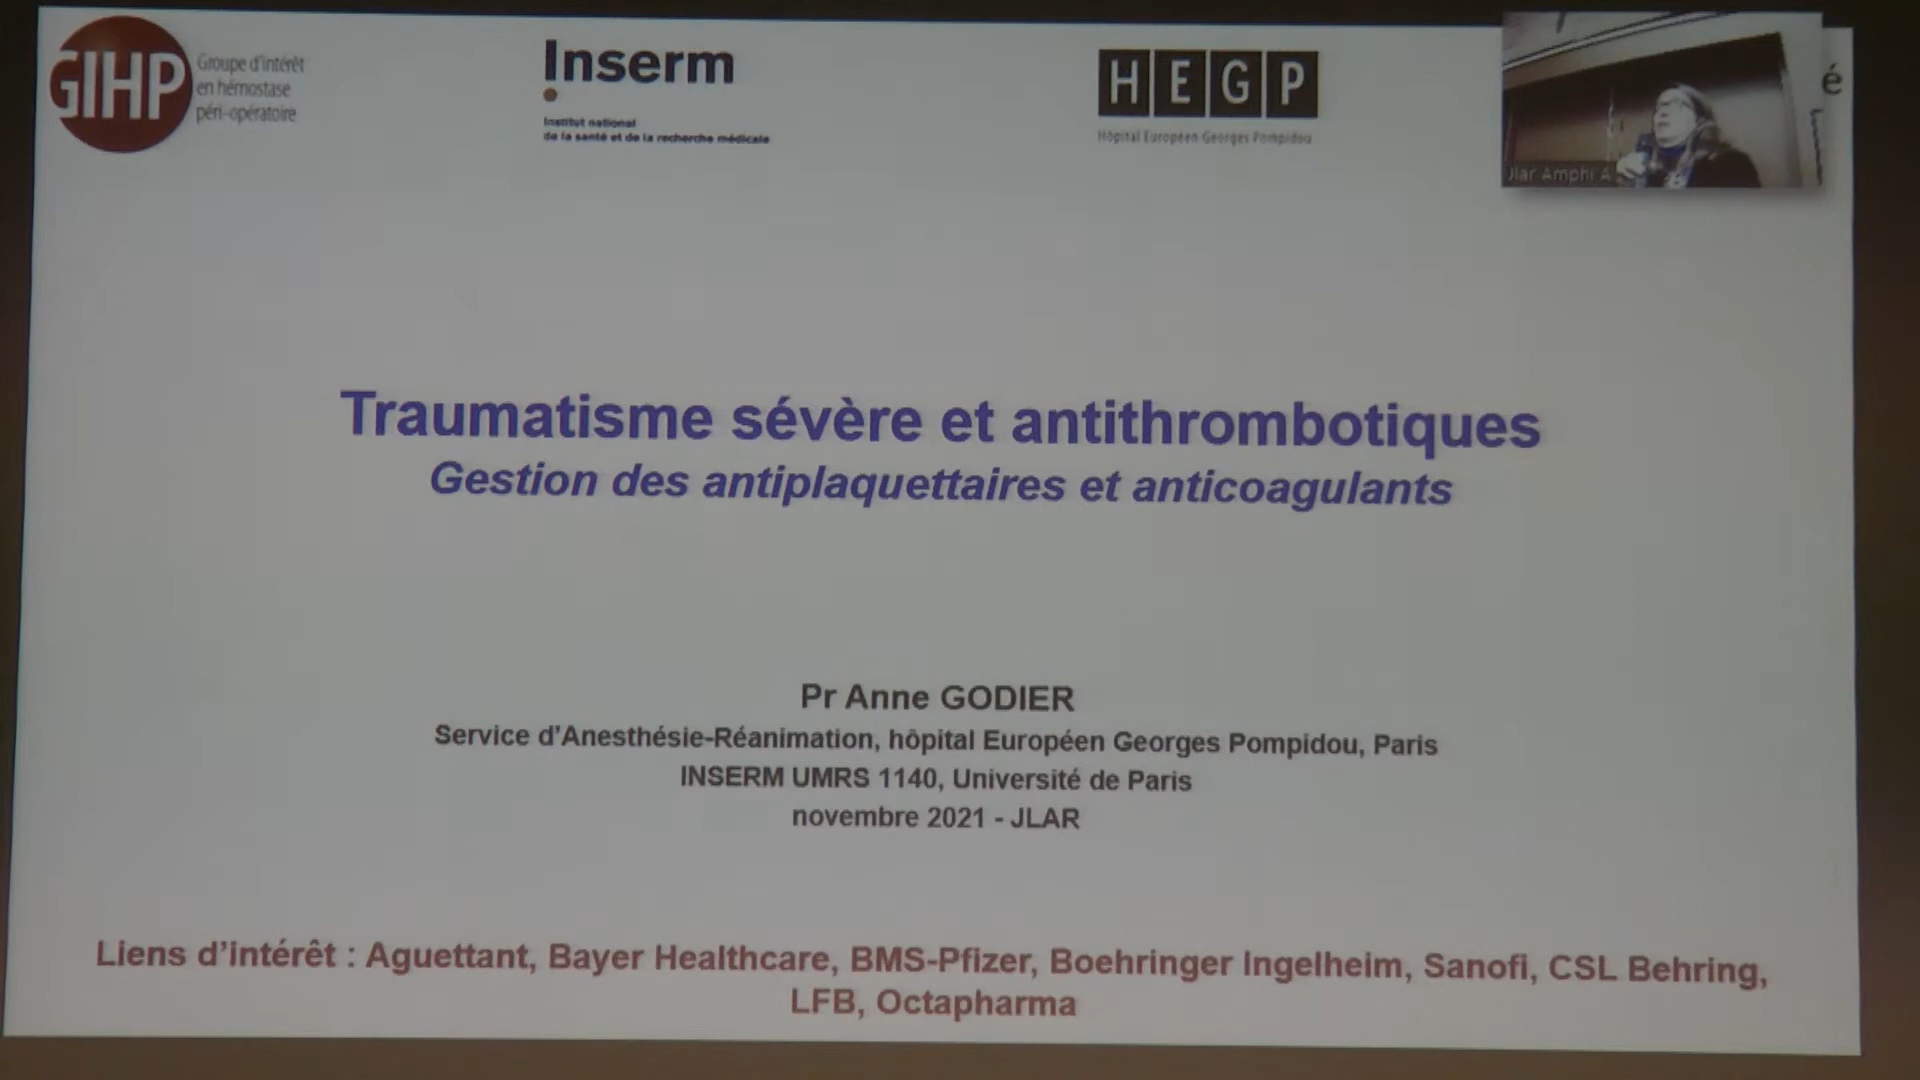 GIHP
Groupe d'intérêt
en hémostase
péri-opératoire
Inserm
Institut national
de la santé et de la recherche médicale
HEGP
Hôpital Européen Georges Pompidou
é
Jlar Amphi A
Traumatisme sévère et antithrombotiques
Gestion des antiplaquettaires et anticoagulants
Pr Anne GODIER
Service d'Anesthésie-Réanimation, hôpital Européen Georges Pompidou, Paris
INSERM UMRS 1140, Université de Paris
novembre 2021 - JLAR
Liens d'intérêt : Aguettant, Bayer Healthcare, BMS-Pfizer, Boehringer Ingelheim, Sanofi, CSL Behring,
LFB, Octapharma